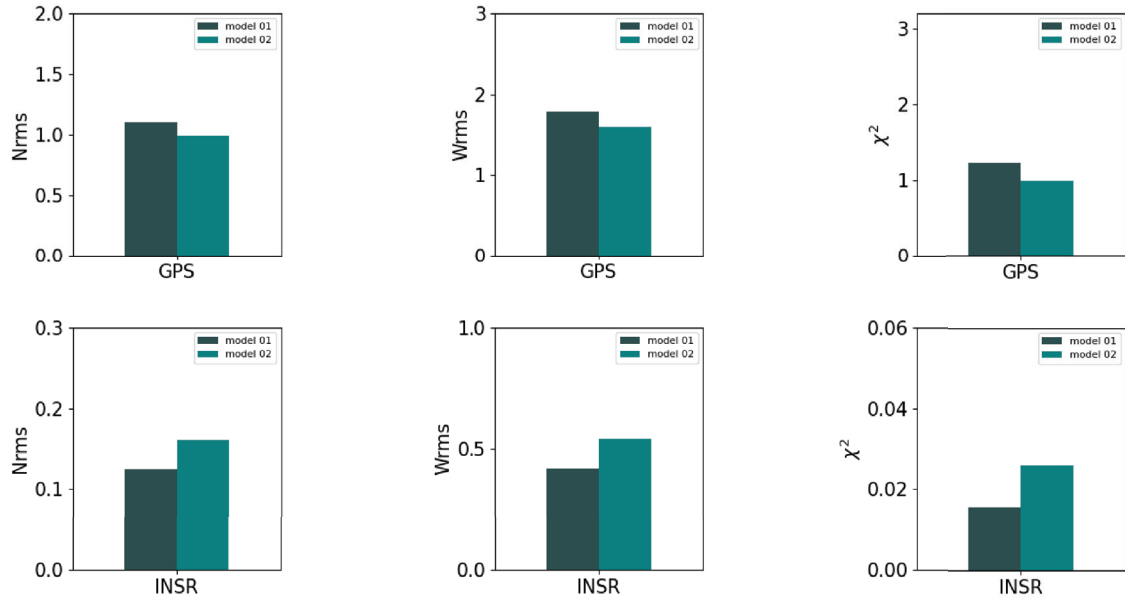 2.0
1.5
1.0
0.5
0.0
Nrms
model 01
model 02
GPS
3
2
1
0
Wrms
model 01
model 02
GPS
3
2
1
0
χ²
model 01
model 02
GPS
0.3
0.2
0.1
0.0
Nrms
model 01
model 02
INSR
1.0
0.5
0.0
Wrms
model 01
model 02
INSR
0.06
0.04
0.02
0.00
χ²
model 01
model 02
INSR